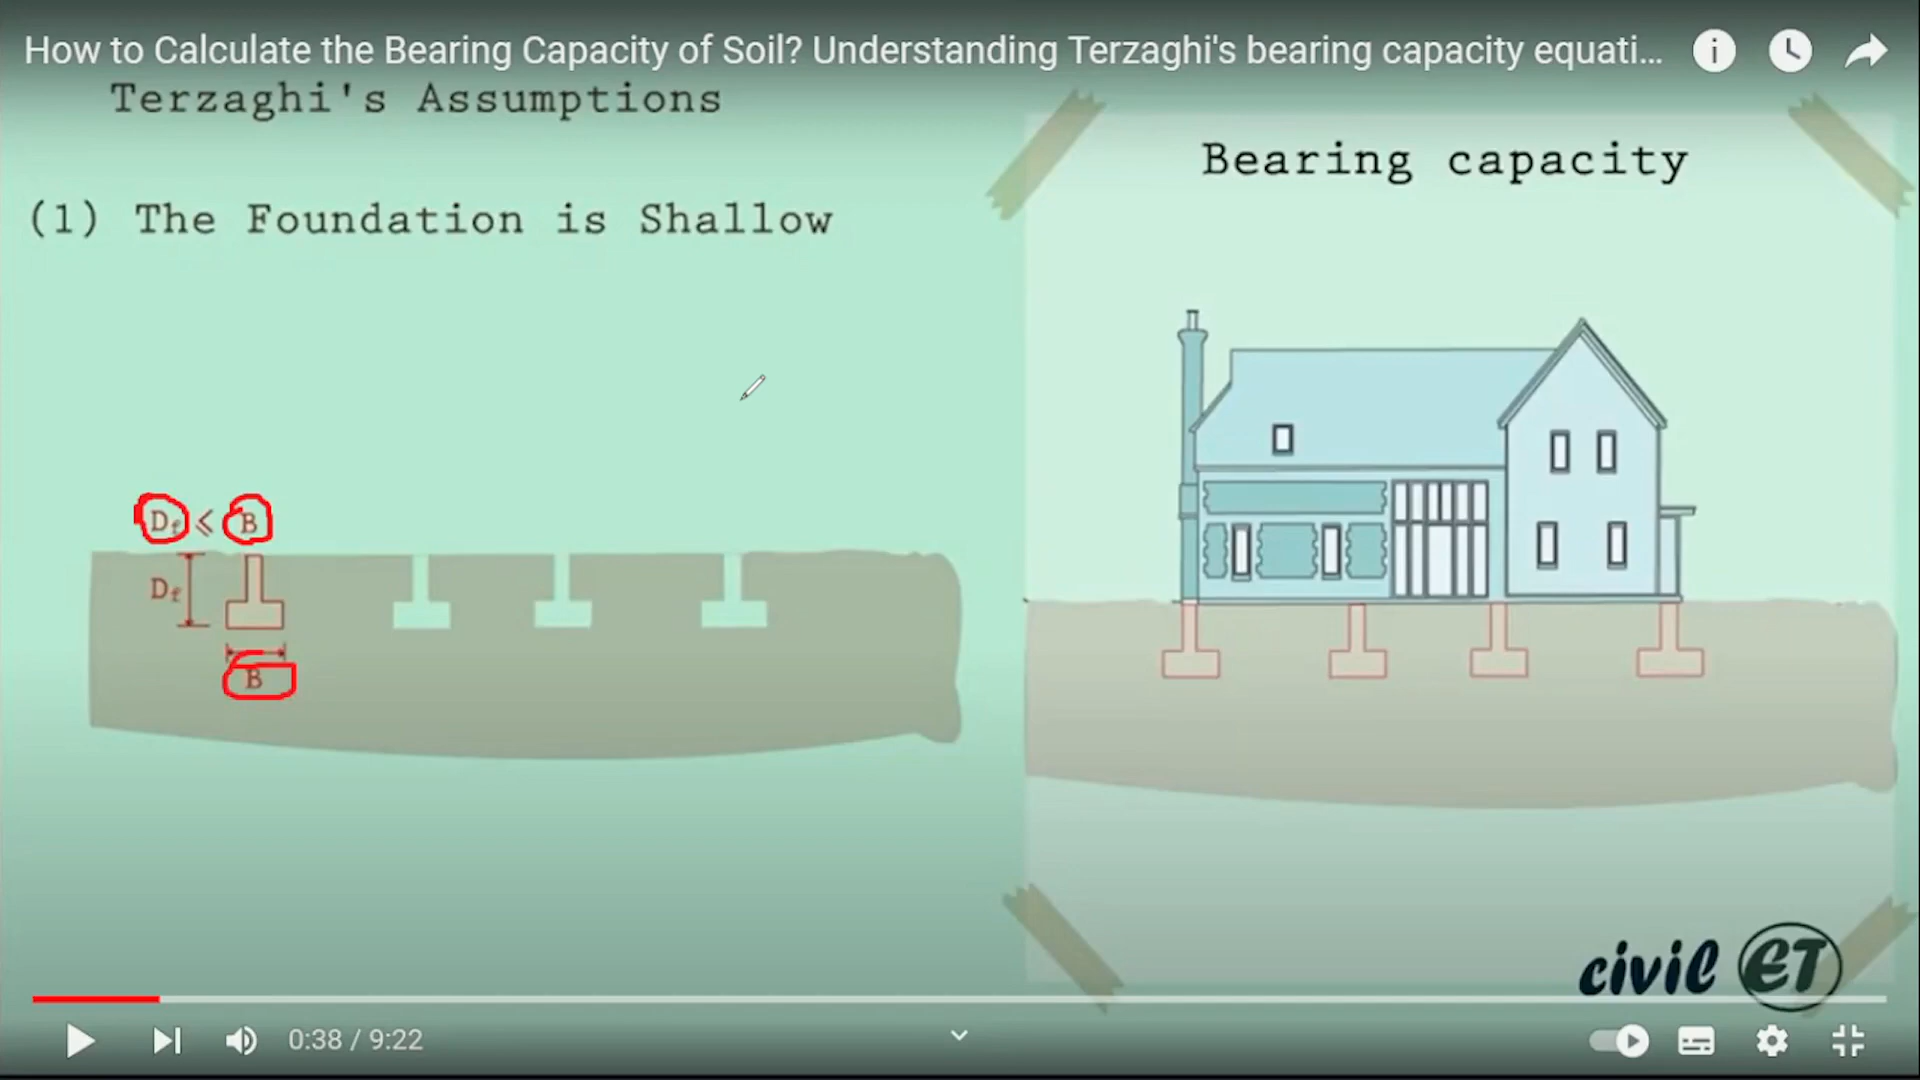 How to Calculate the Bearing Capacity of Soil? Understanding Terzaghi's bearing capacity equati...
Terzaghi's Assumptions
(1) The Foundation is Shallow
Bearing capacity
Df ⩽ B
Df
B
civil ET
0:38 / 9:22